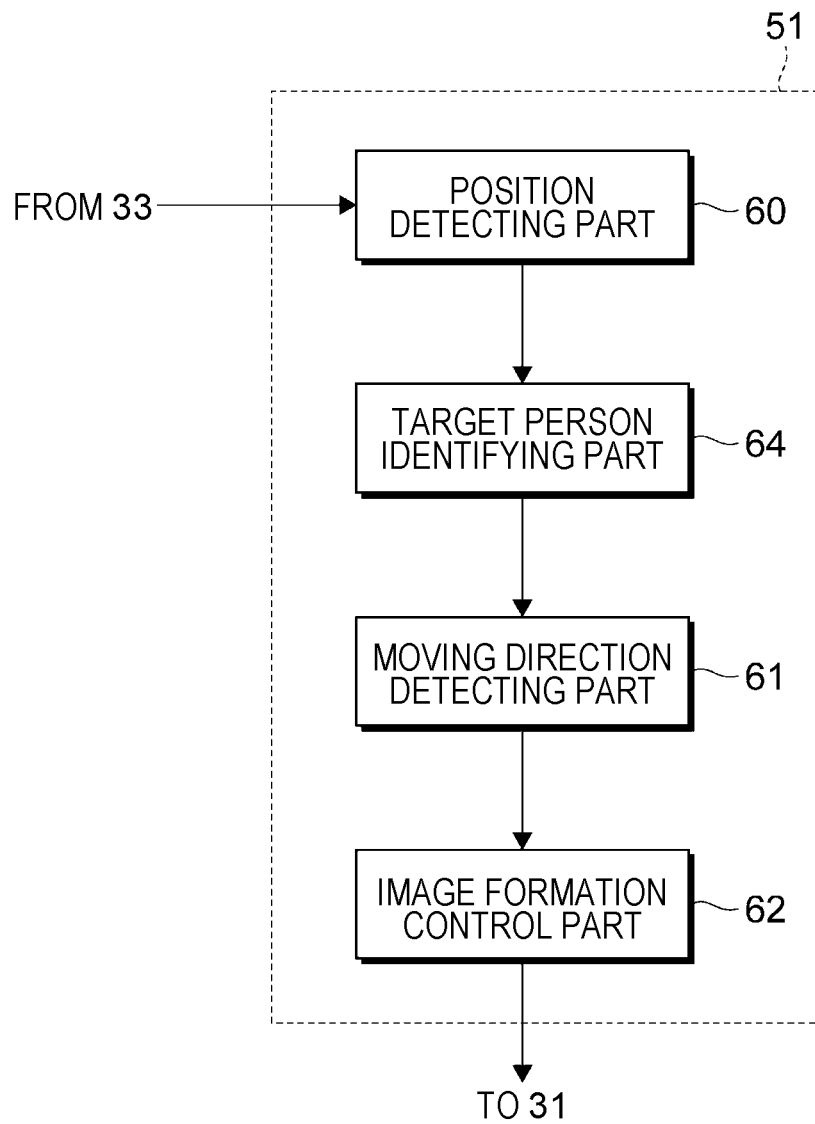 51
POSITION
DETECTING PART
60
FROM 33
TARGET PERSON
IDENTIFYING PART
64
MOVING DIRECTION
DETECTING PART
61
IMAGE FORMATION
CONTROL PART
62
TO 31